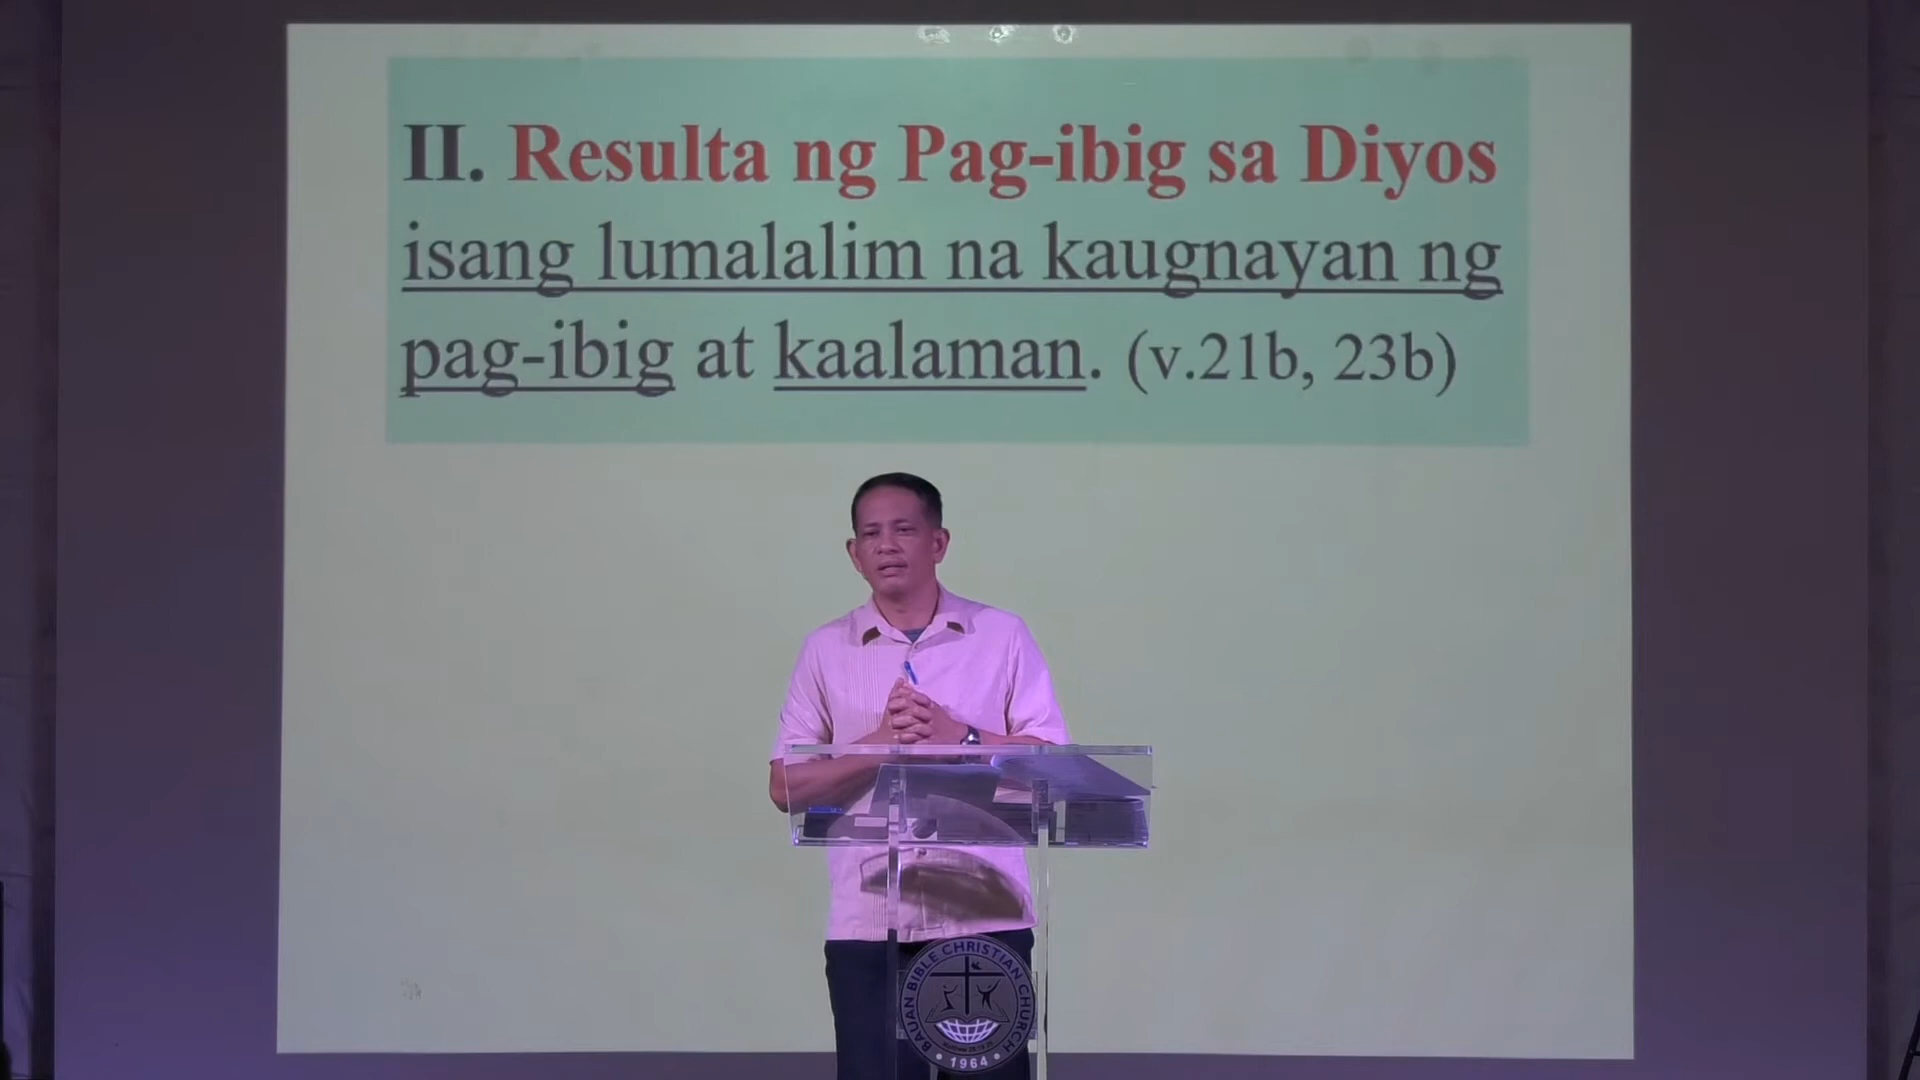 II. Resulta ng Pag-ibig sa Diyos
isang lumalalim na kaugnayan ng
pag-ibig at kaalaman. (v.21b, 23b)
BAUAN BIBLE CHRISTIAN CHURCH
• 1964 •